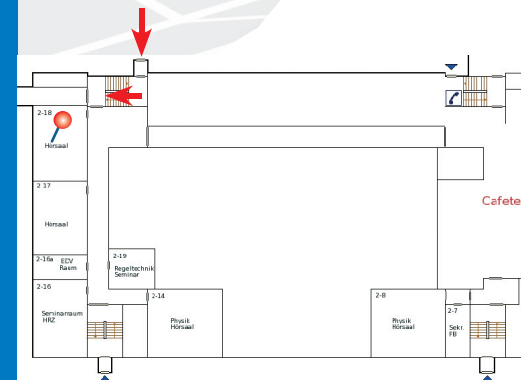 2-18
Hörsaal
Cafete
2 17
Hörsaal
2-16a EDV
Raum
2-19
Regeltechnik
Seminar
2-16
2-14
2-8
2-7
Seminarraum
HRZ
Physik
Hörsaal
Physik
Hörsaal
Sekr.
FB